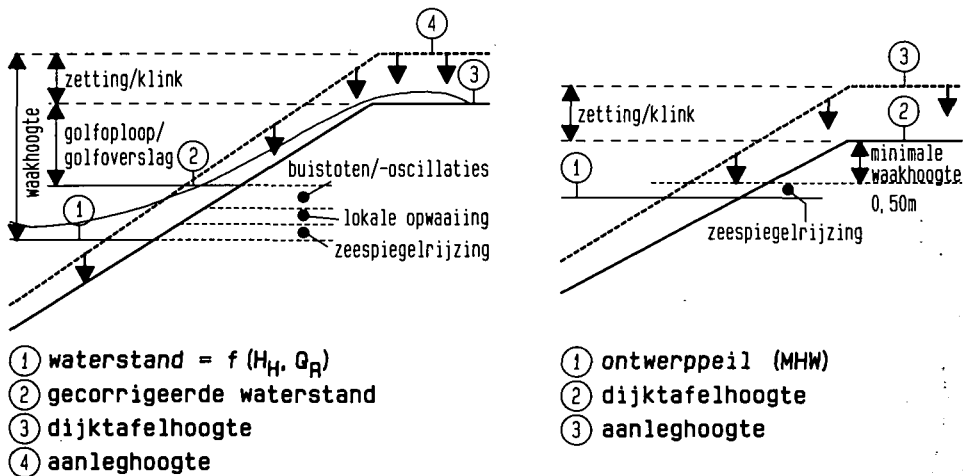 4
zetting/klink
3
waakhoogte
golfoploop/
golfoverslag
2
buistoten/-oscillaties
1
lokale opwaaiing
zeespiegelrijzing
1 waterstand = f (H_H, Q_R)
2 gecorrigeerde waterstand
3 dijktafelhoogte
4 aanleghoogte
3
zetting/klink
2
1
minimale
waakhoogte
0,50m
zeespiegelrijzing
1 ontwerppeil (MHW)
2 dijktafelhoogte
3 aanleghoogte